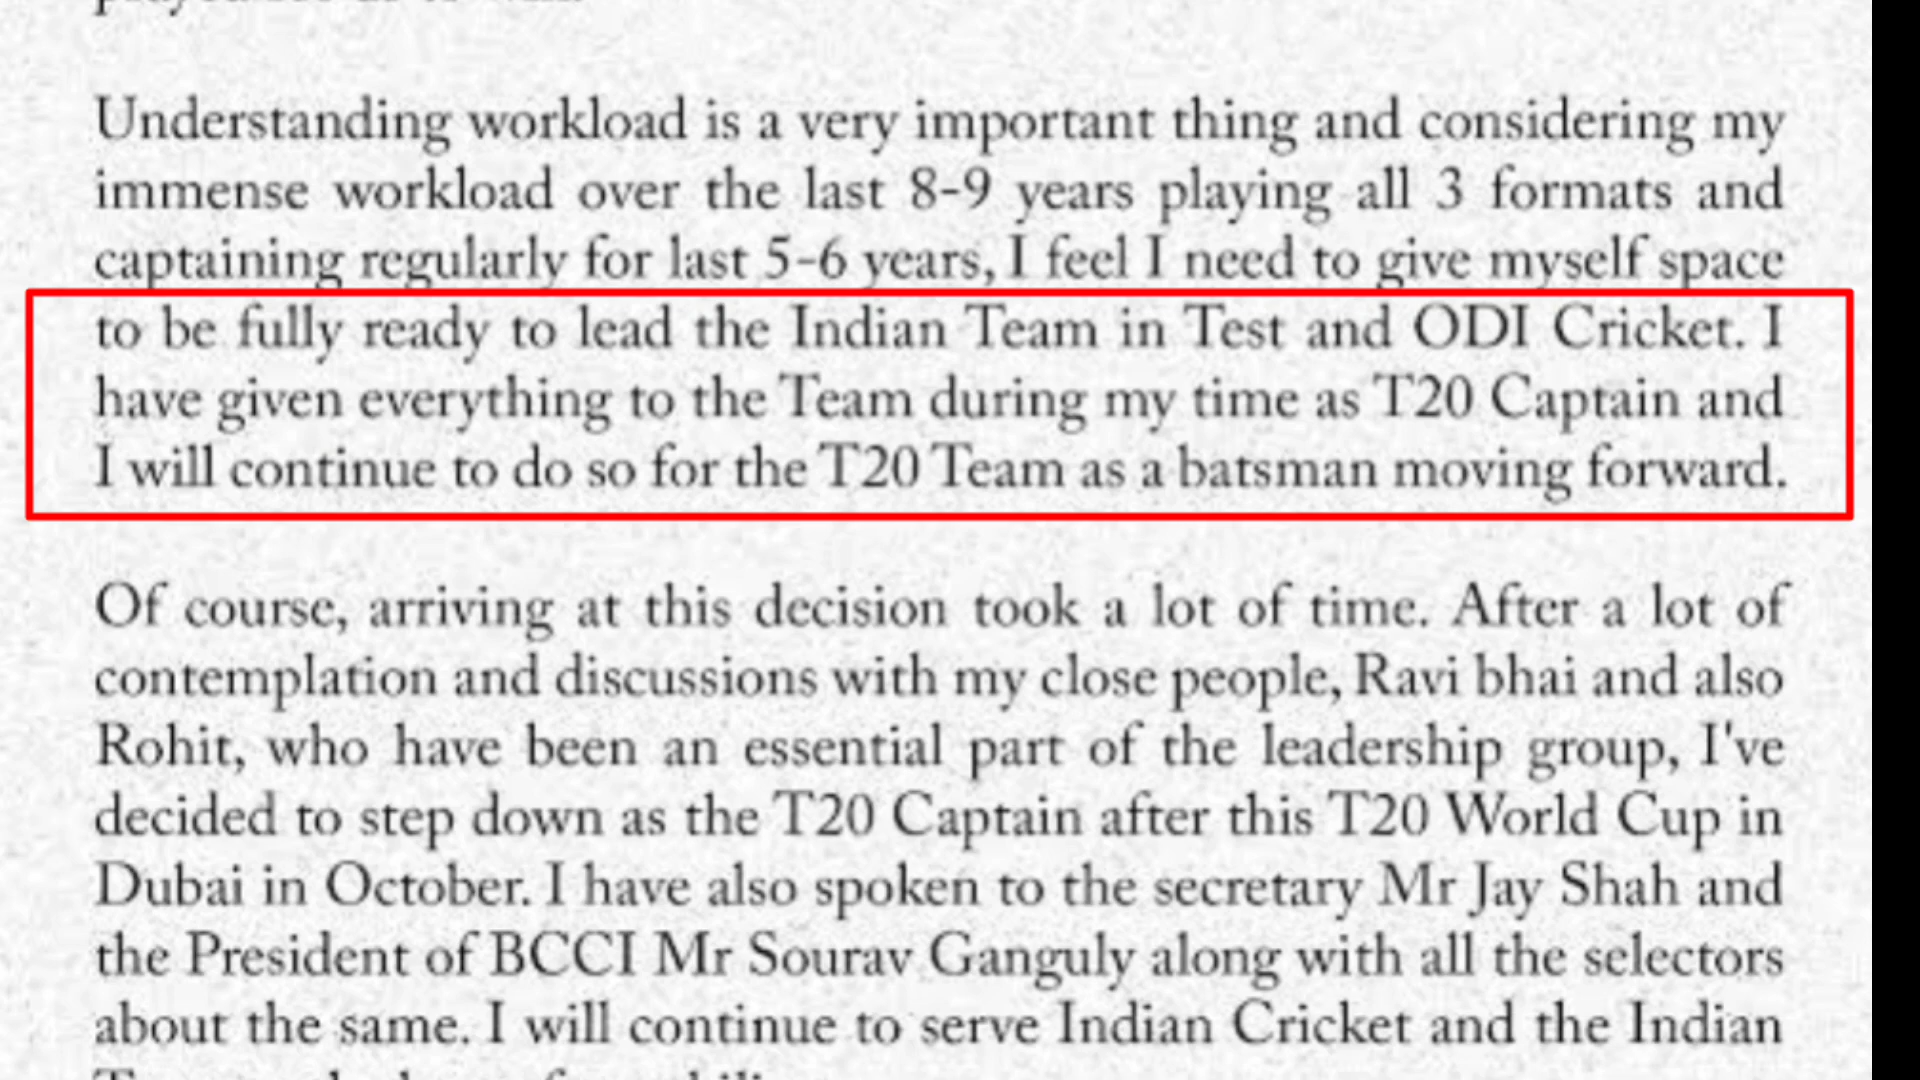 Understanding workload is a very important thing and considering my
immense workload over the last 8-9 years playing all 3 formats and
captaining regularly for last 5-6 years, I feel I need to give myself space
to be fully ready to lead the Indian Team in Test and ODI Cricket. I
have given everything to the Team during my time as T20 Captain and
I will continue to do so for the T20 Team as a batsman moving forward.
Of course, arriving at this decision took a lot of time. After a lot of
contemplation and discussions with my close people, Ravi bhai and also
Rohit, who have been an essential part of the leadership group, I've
decided to step down as the T20 Captain after this T20 World Cup in
Dubai in October. I have also spoken to the secretary Mr Jay Shah and
the President of BCCI Mr Sourav Ganguly along with all the selectors
about the same. I will continue to serve Indian Cricket and the Indian